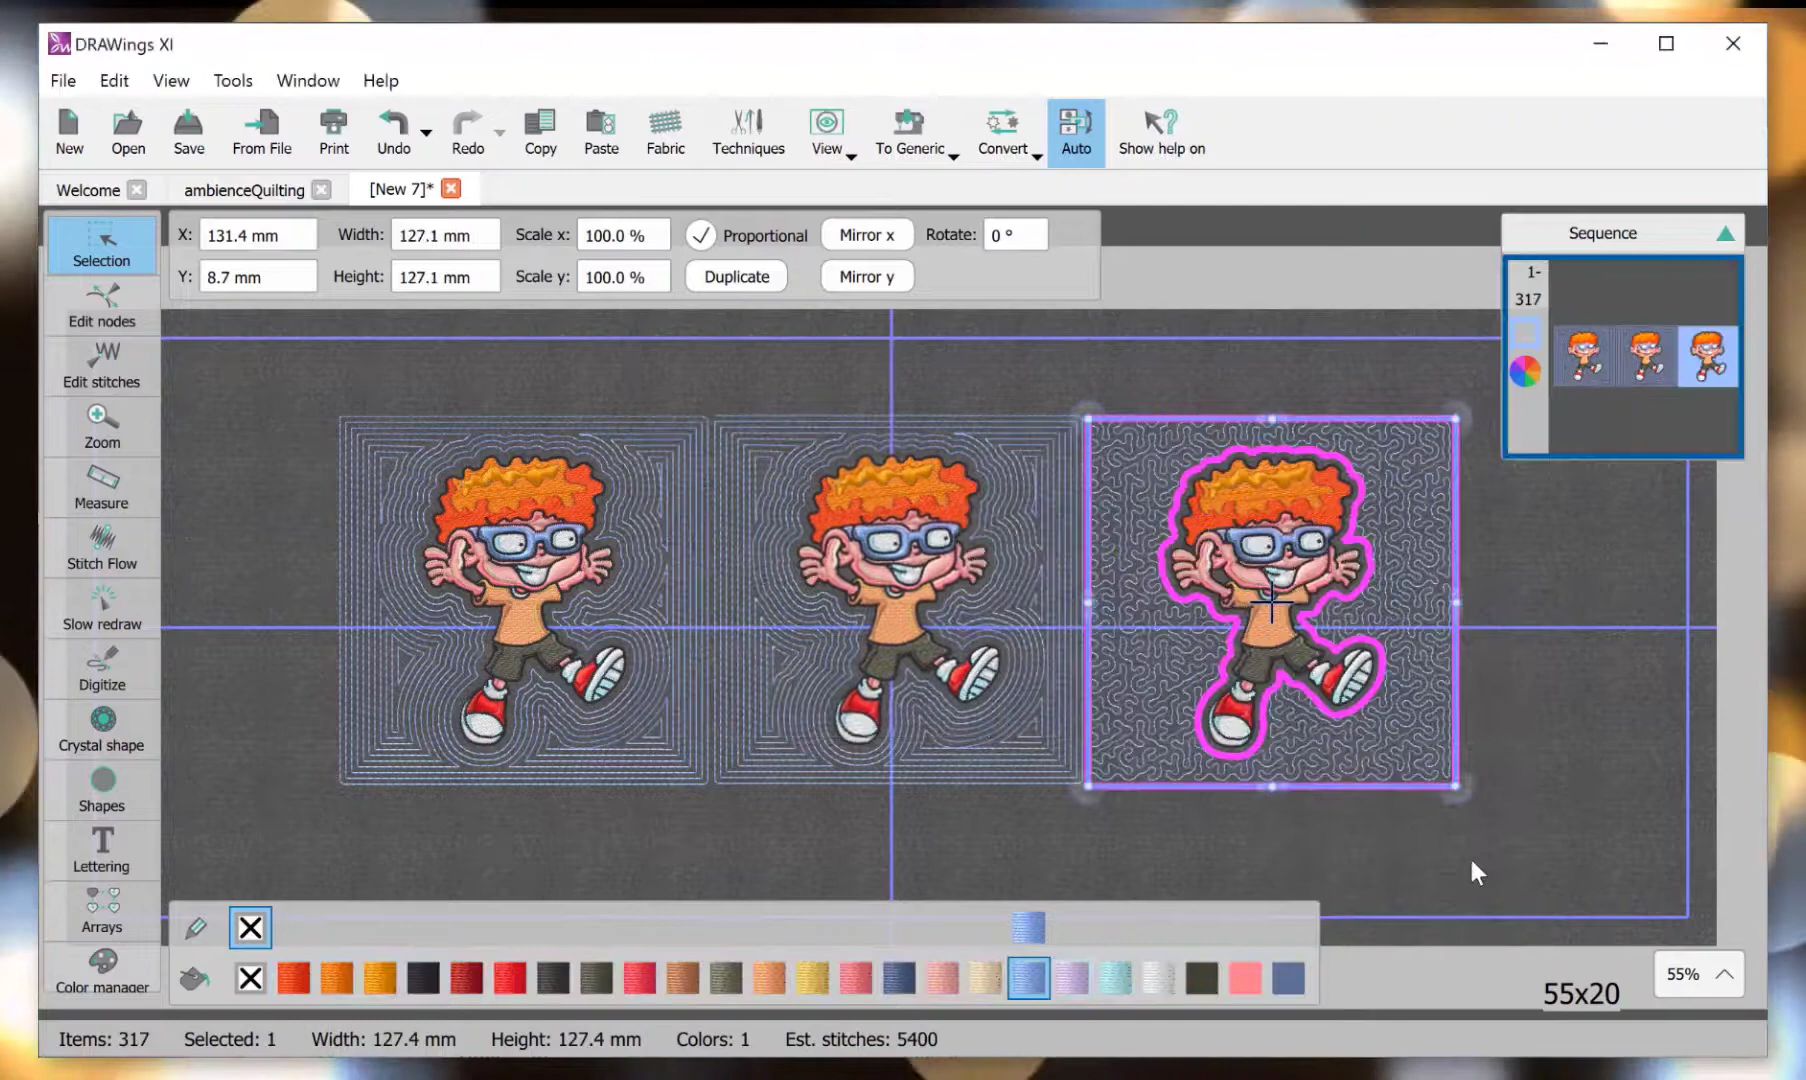 DRAWings XI
File Edit View Tools Window Help
New Open Save From File Print Undo Redo Copy Paste Fabric Techniques View To Generic Convert Auto Show help on
Welcome ambienceQuilting [New 7]*
X: 131.4 mm Width: 127.1 mm Scale x: 100.0 % Proportional Mirror x Rotate: 0 °
Y: 8.7 mm Height: 127.1 mm Scale y: 100.0 % Duplicate Mirror y
Sequence
1-
317
Selection
Edit nodes
Edit stitches
Zoom
Measure
Stitch Flow
Slow redraw
Digitize
Crystal shape
Shapes
Lettering
Arrays
Color manager
55%
55x20
Items: 317 Selected: 1 Width: 127.4 mm Height: 127.4 mm Colors: 1 Est. stitches: 5400